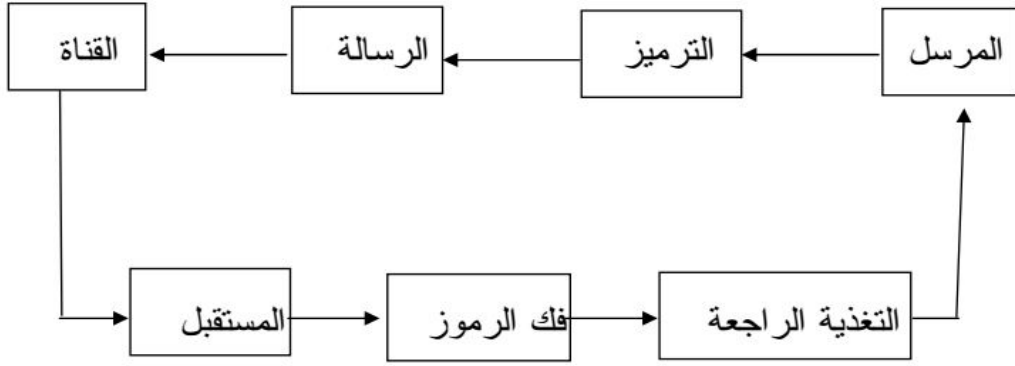 المرسل
الترميز
الرسالة
القناة
المستقبل
فك الرموز
التغذية الراجعة